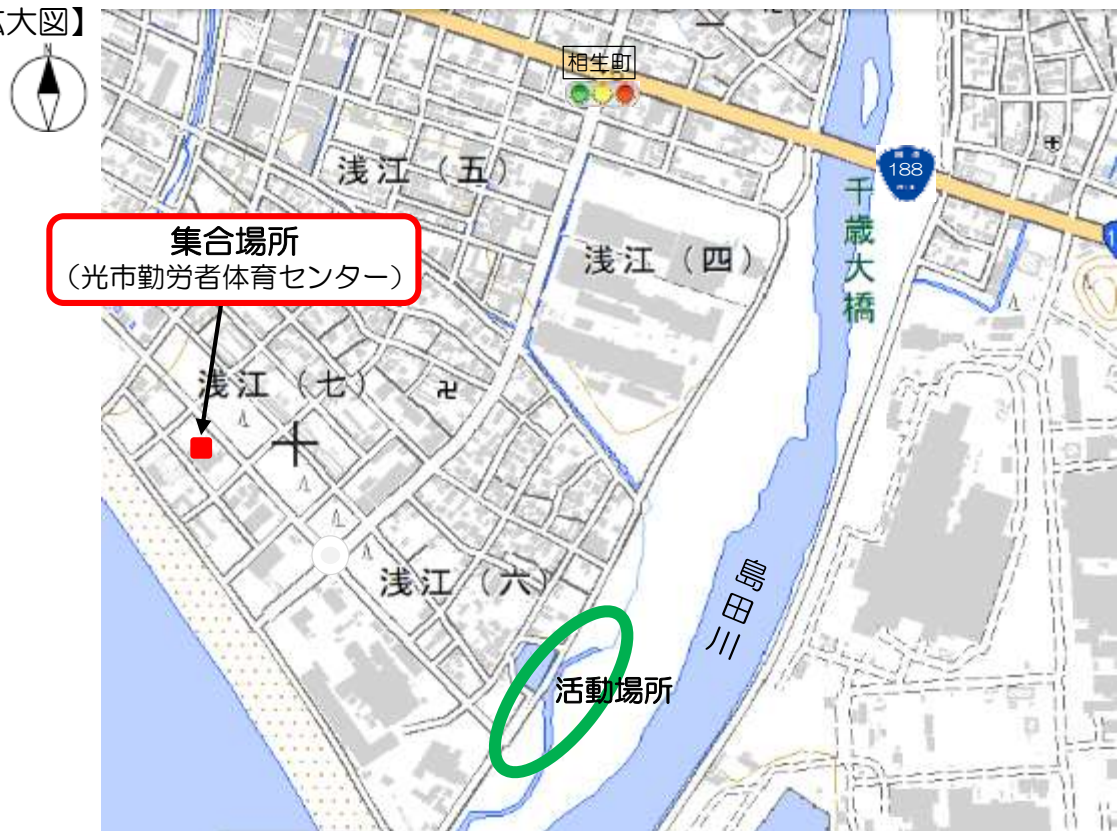 広大図】
N
相生町
浅江（五）
188
千歳大橋
浅江（四）
集合場所
（光市勤労者体育センター）
浅江（七）
浅江（六）
島田川
活動場所